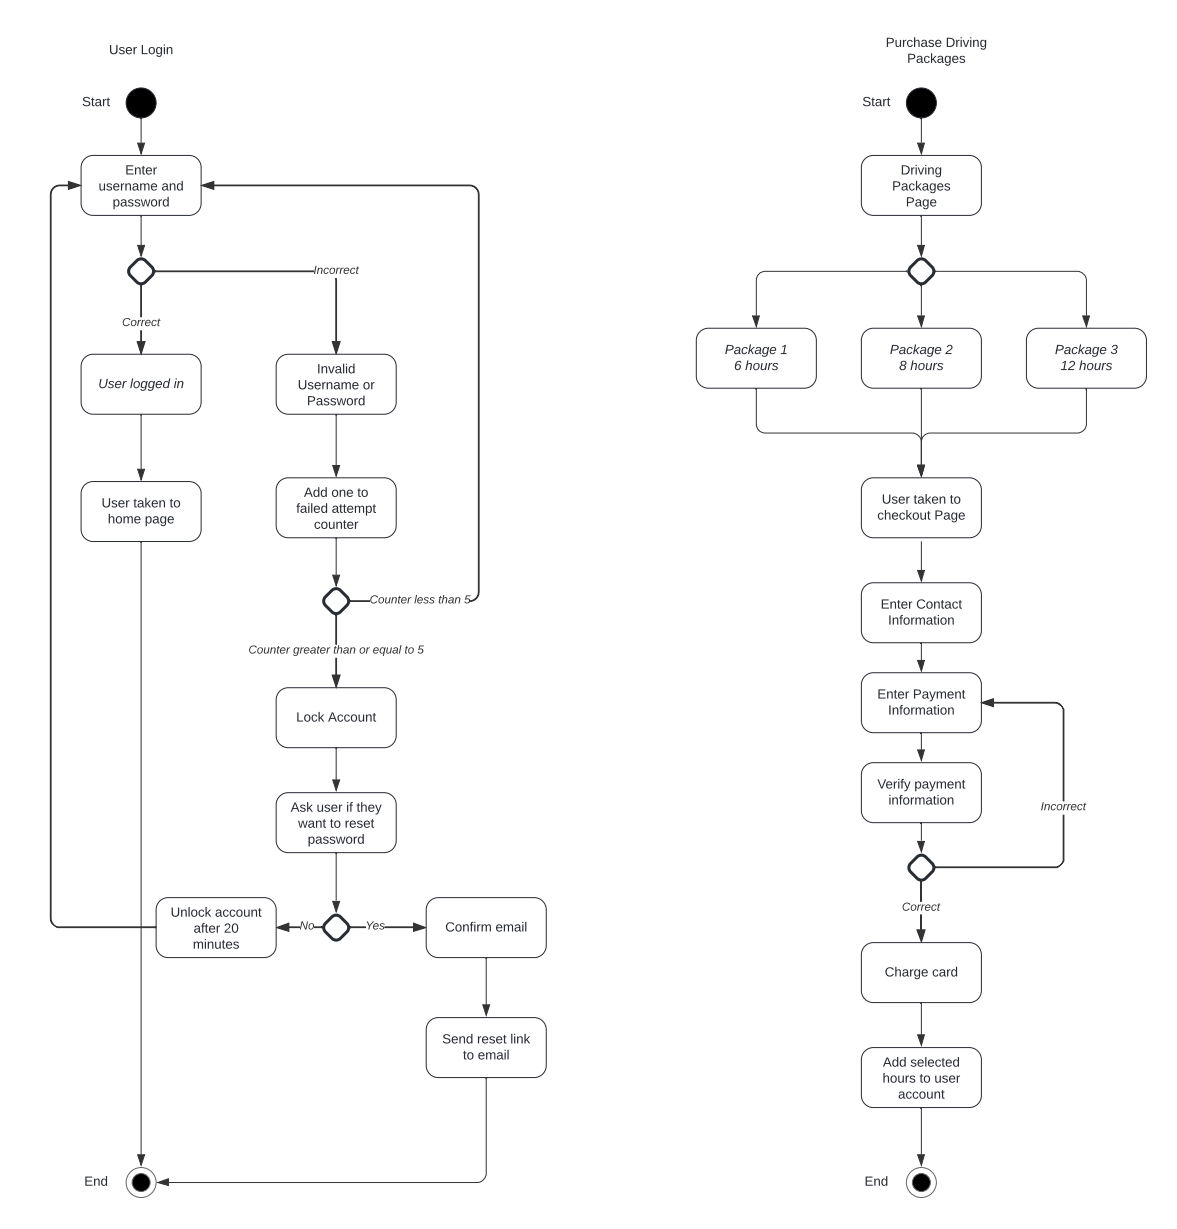 User Login
Start
Enter
username and
password
Incorrect
Correct
User logged in
Invalid
Username or
Password
User taken to
home page
Add one to
failed attempt
counter
Counter less than 5
Counter greater than or equal to 5
Lock Account
Ask user if they
want to reset
password
Unlock account
after 20
minutes
No
Yes
Confirm email
Send reset link
to email
End
Purchase Driving
Packages
Start
Driving
Packages
Page
Package 1
6 hours
Package 2
8 hours
Package 3
12 hours
User taken to
checkout Page
Enter Contact
Information
Enter Payment
Information
Verify payment
information
Incorrect
Correct
Charge card
Add selected
hours to user
account
End